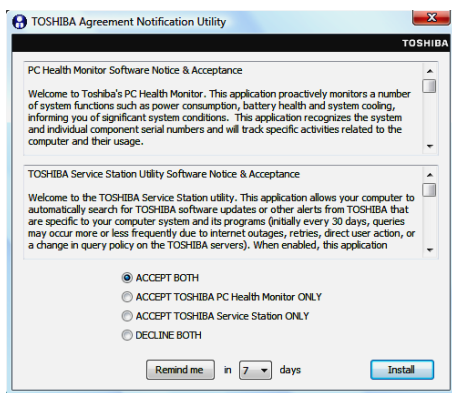 TOSHIBA Agreement Notification Utility
TOSHIBA
PC Health Monitor Software Notice & Acceptance
Welcome to Toshiba's PC Health Monitor. This application proactively monitors a number
of system functions such as power consumption, battery health and system cooling,
informing you of significant system conditions. This application recognizes the system
and individual component serial numbers and will track specific activities related to the
computer and their usage.
TOSHIBA Service Station Utility Software Notice & Acceptance
Welcome to the TOSHIBA Service Station utility. This application allows your computer to
automatically search for TOSHIBA software updates or other alerts from TOSHIBA that
are specific to your computer system and its programs (initially every 30 days, queries
may occur more or less frequently due to internet outages, retries, direct user action, or
a change in query policy on the TOSHIBA servers). When enabled, this application
ACCEPT BOTH
ACCEPT TOSHIBA PC Health Monitor ONLY
ACCEPT TOSHIBA Service Station ONLY
DECLINE BOTH
Remind me in 7 days Install